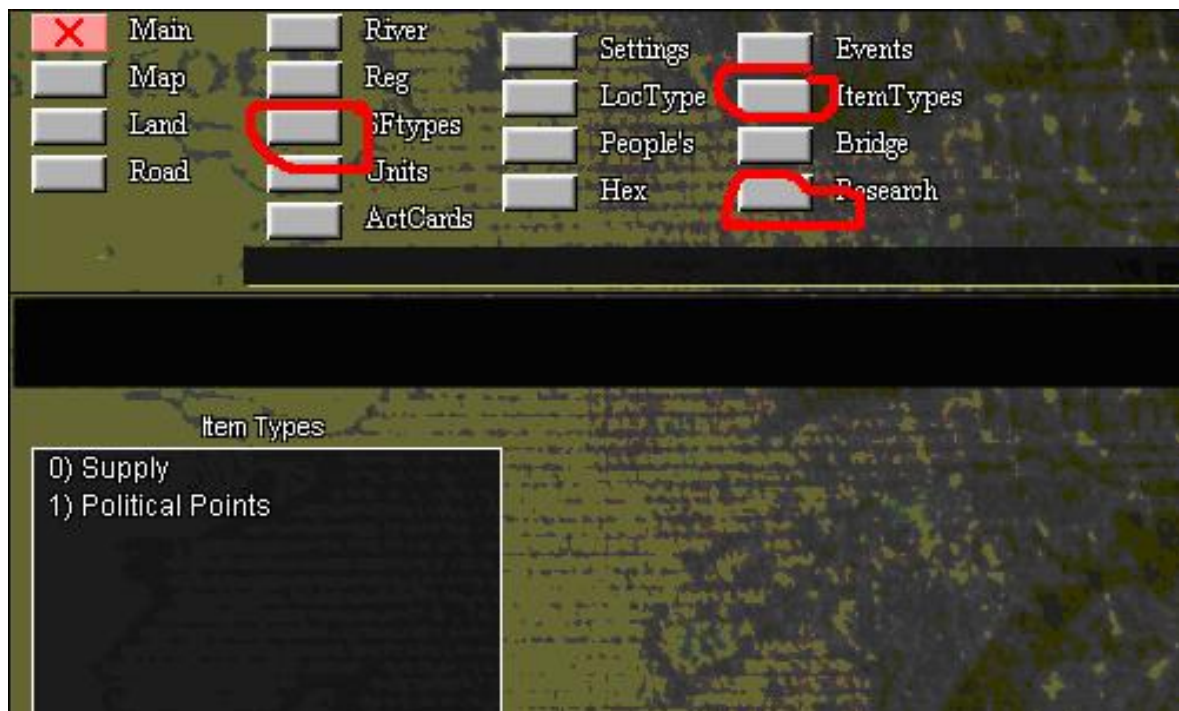 Main
Map
Land
Road
River
Reg
SFtypes
Units
ActCards
Settings
LocType
People's
Hex
Events
ItemTypes
Bridge
Research
Item Types
0) Supply
1) Political Points